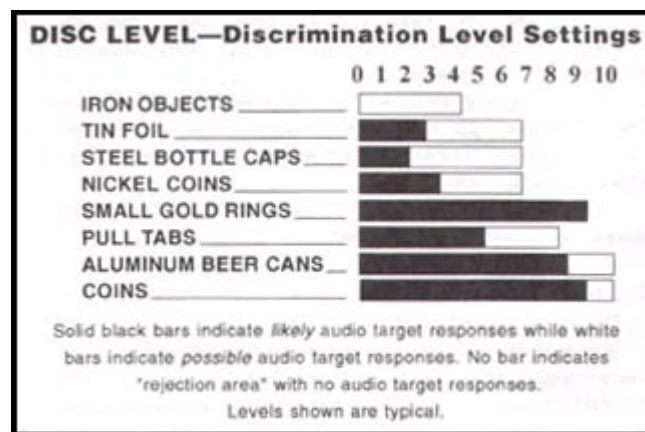 DISC LEVEL—Discrimination Level Settings
0 1 2 3 4 5 6 7 8 9 10
IRON OBJECTS
TIN FOIL
STEEL BOTTLE CAPS
NICKEL COINS
SMALL GOLD RINGS
PULL TABS
ALUMINUM BEER CANS
COINS
Solid black bars indicate likely audio target responses while white
bars indicate possible audio target responses. No bar indicates
"rejection area" with no audio target responses.
Levels shown are typical.